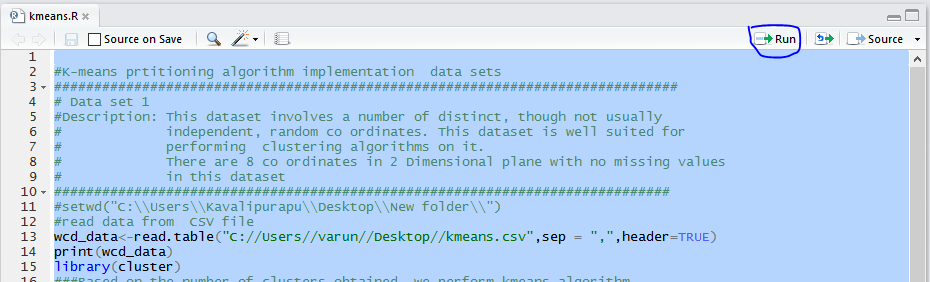 kmeans.R
Source on Save Run Source
1
2 #K-means prtitioning algorithm implementation  data sets
3 ################################################################################
4 # Data set 1
5 #Description: This dataset involves a number of distinct, though not usually
6 #             independent, random co ordinates. This dataset is well suited for
7 #             performing  clustering algorithms on it.
8 #             There are 8 co ordinates in 2 Dimensional plane with no missing values
9 #             in this dataset
10 ###############################################################################
11 #setwd("C:\\Users\\Kavalipurapu\\Desktop\\New folder\\")
12 #read data from  CSV file
13 wcd_data<-read.table("C://Users//varun//Desktop//kmeans.csv",sep = ",",header=TRUE)
14 print(wcd_data)
15 library(cluster)
16 ###Based on the number of clusters obtained, we perform kmeans algorithm